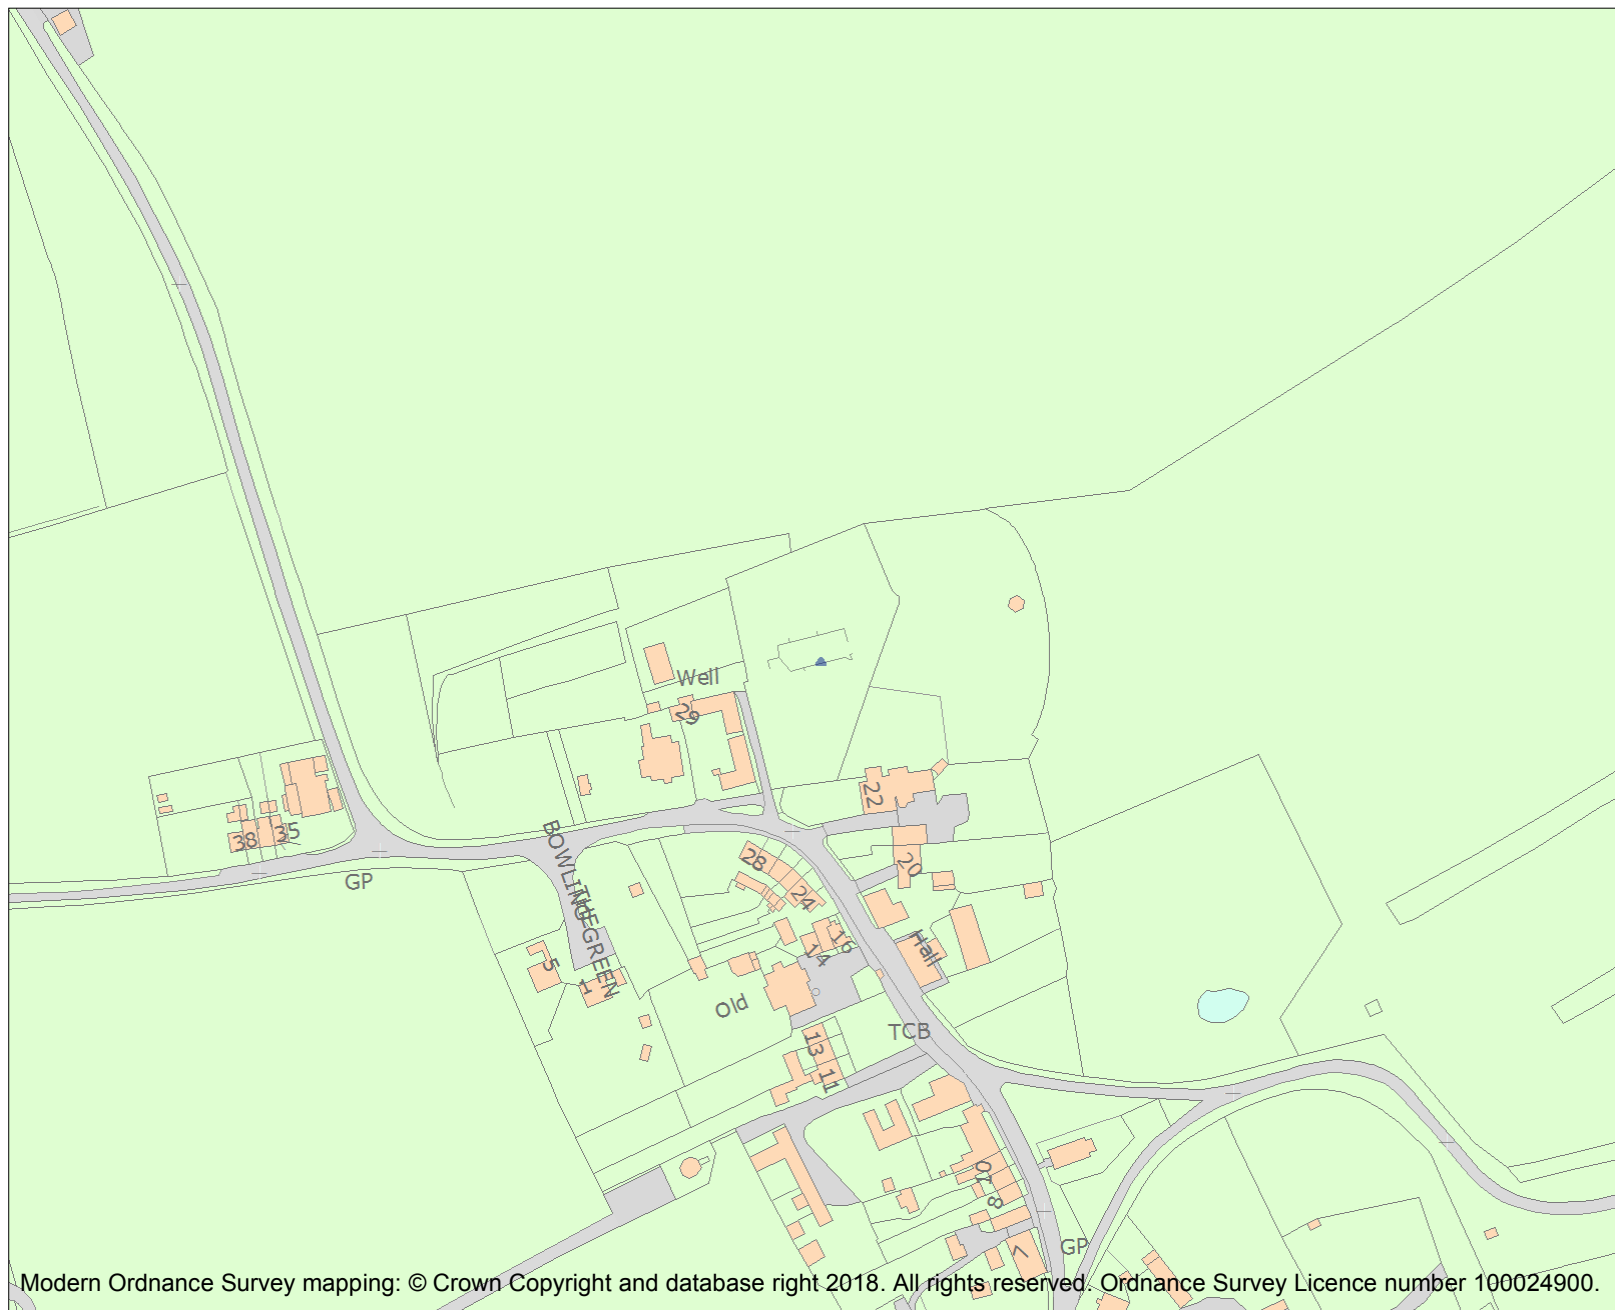 Well
29
22
BOWLING
THE GREEN
38
35
GP
28
24
20
16
14
Hall
5
1
Old
TCB
13
11
10
8
7
GP
Modern Ordnance Survey mapping: © Crown Copyright and database right 2018. All rights reserved. Ordnance Survey Licence number 100024900.